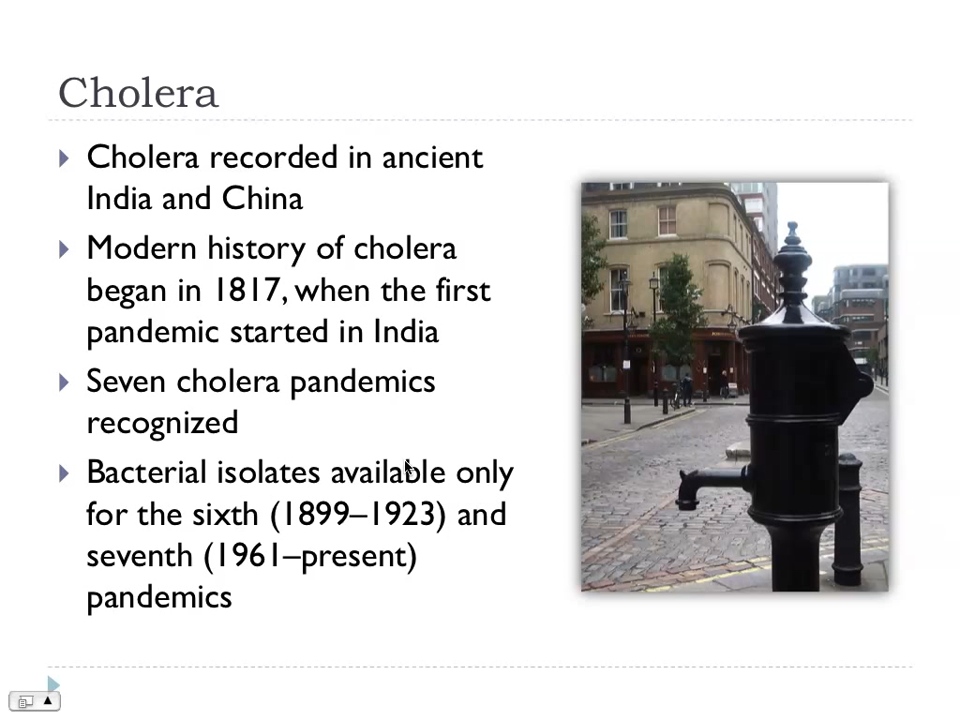 Cholera
Cholera recorded in ancient
India and China
Modern history of cholera
began in 1817, when the first
pandemic started in India
Seven cholera pandemics
recognized
Bacterial isolates available only
for the sixth (1899–1923) and
seventh (1961–present)
pandemics